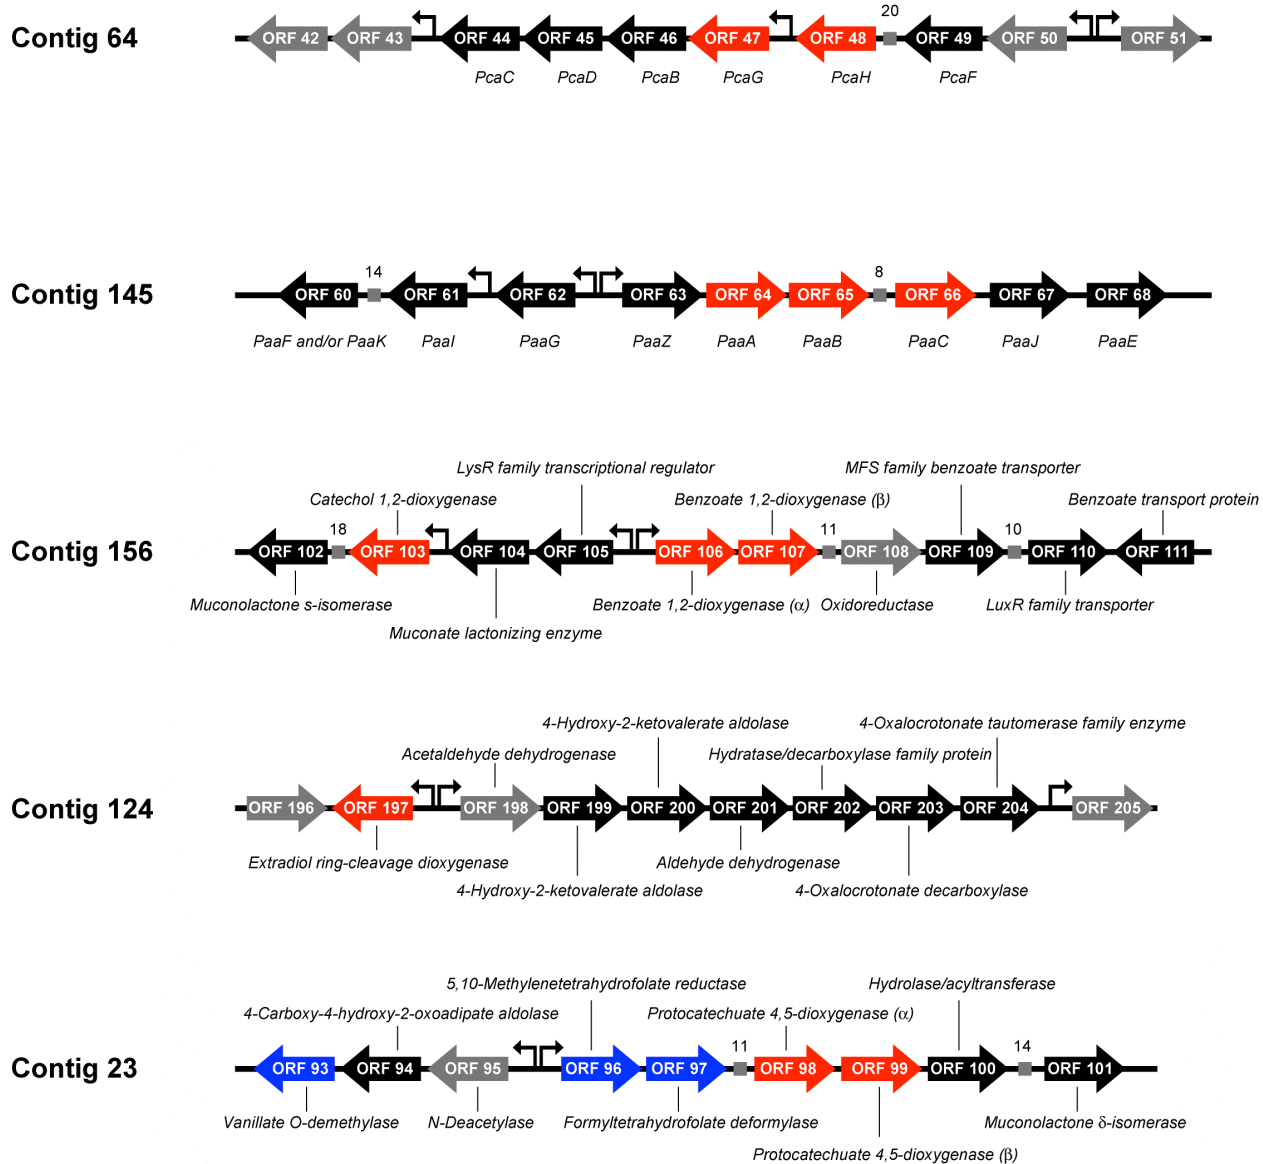 20
Contig 64
ORF 42 ORF 43 ORF 44 ORF 45 ORF 46 ORF 47 ORF 48 ORF 49 ORF 50 ORF 51
PcaC PcaD PcaB PcaG PcaH PcaF
14 8
Contig 145
ORF 60 ORF 61 ORF 62 ORF 63 ORF 64 ORF 65 ORF 66 ORF 67 ORF 68
PaaF and/or PaaK PaaI PaaG PaaZ PaaA PaaB PaaC PaaJ PaaE
LysR family transcriptional regulator MFS family benzoate transporter
Catechol 1,2-dioxygenase Benzoate 1,2-dioxygenase (β) Benzoate transport protein
18 11 10
Contig 156
ORF 102 ORF 103 ORF 104 ORF 105 ORF 106 ORF 107 ORF 108 ORF 109 ORF 110 ORF 111
Muconolactone s-isomerase Benzoate 1,2-dioxygenase (α) Oxidoreductase LuxR family transporter
Muconate lactonizing enzyme
4-Hydroxy-2-ketovalerate aldolase 4-Oxalocrotonate tautomerase family enzyme
Acetaldehyde dehydrogenase Hydratase/decarboxylase family protein
Contig 124
ORF 196 ORF 197 ORF 198 ORF 199 ORF 200 ORF 201 ORF 202 ORF 203 ORF 204 ORF 205
Extradiol ring-cleavage dioxygenase Aldehyde dehydrogenase
4-Hydroxy-2-ketovalerate aldolase 4-Oxalocrotonate decarboxylase
5,10-Methylenetetrahydrofolate reductase Hydrolase/acyltransferase
4-Carboxy-4-hydroxy-2-oxoadipate aldolase Protocatechuate 4,5-dioxygenase (α)
11 14
Contig 23
ORF 93 ORF 94 ORF 95 ORF 96 ORF 97 ORF 98 ORF 99 ORF 100 ORF 101
Vanillate O-demethylase N-Deacetylase Formyltetrahydrofolate deformylase Muconolactone δ-isomerase
Protocatechuate 4,5-dioxygenase (β)